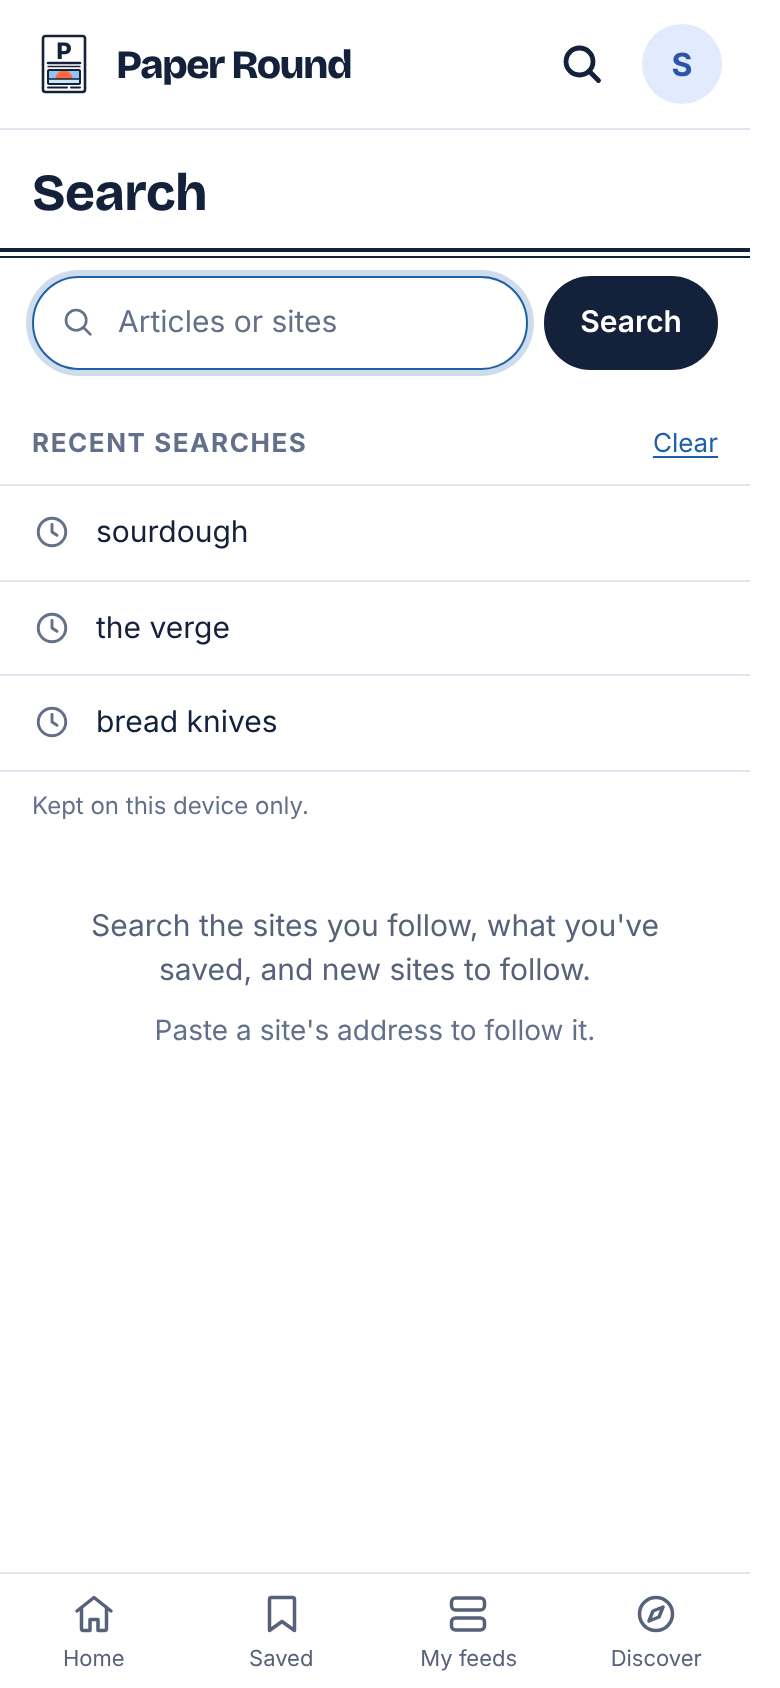 P
Paper Round
S
Search
Articles or sites
Search
RECENT SEARCHES
Clear
sourdough
the verge
bread knives
Kept on this device only.
Search the sites you follow, what you've
saved, and new sites to follow.
Paste a site's address to follow it.
Home
Saved
My feeds
Discover